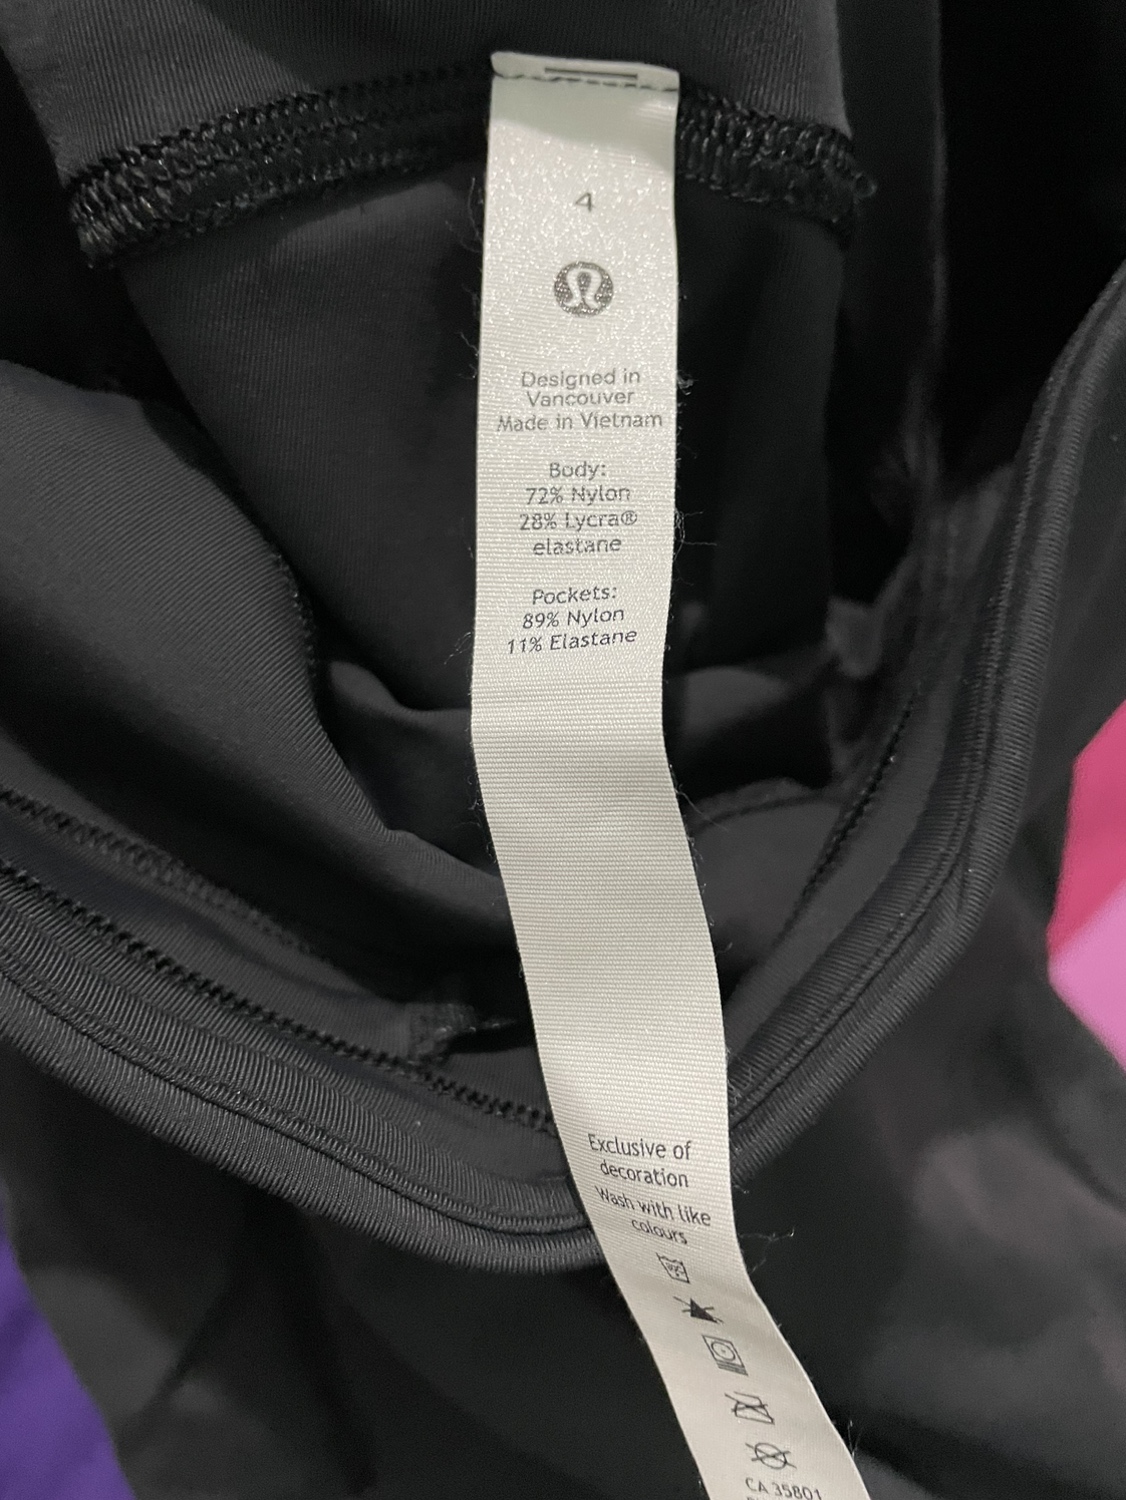 4
Designed in
Vancouver
Made in Vietnam
Body:
72% Nylon
28% Lycra®
elastane
Pockets:
89% Nylon
11% Elastane
Exclusive of
decoration
Wash with like
colours
CA 35801